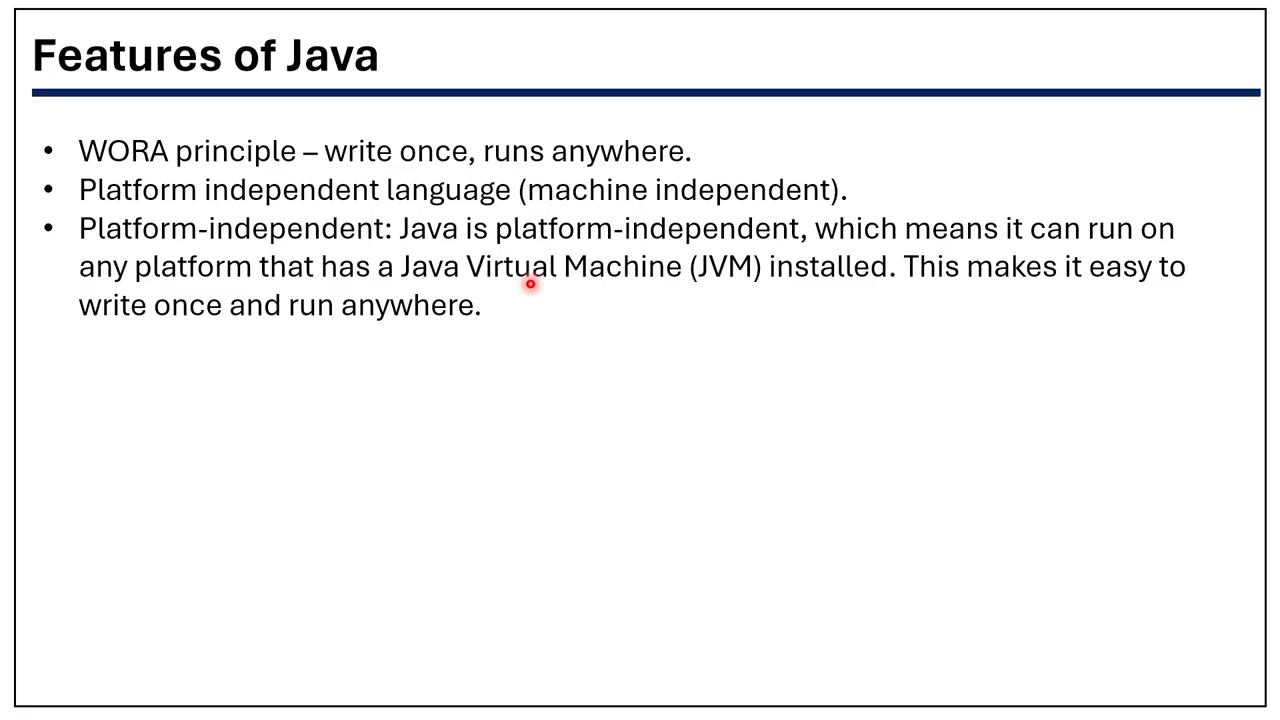 Features of Java
• WORA principle – write once, runs anywhere.
• Platform independent language (machine independent).
• Platform-independent: Java is platform-independent, which means it can run on
any platform that has a Java Virtual Machine (JVM) installed. This makes it easy to
write once and run anywhere.